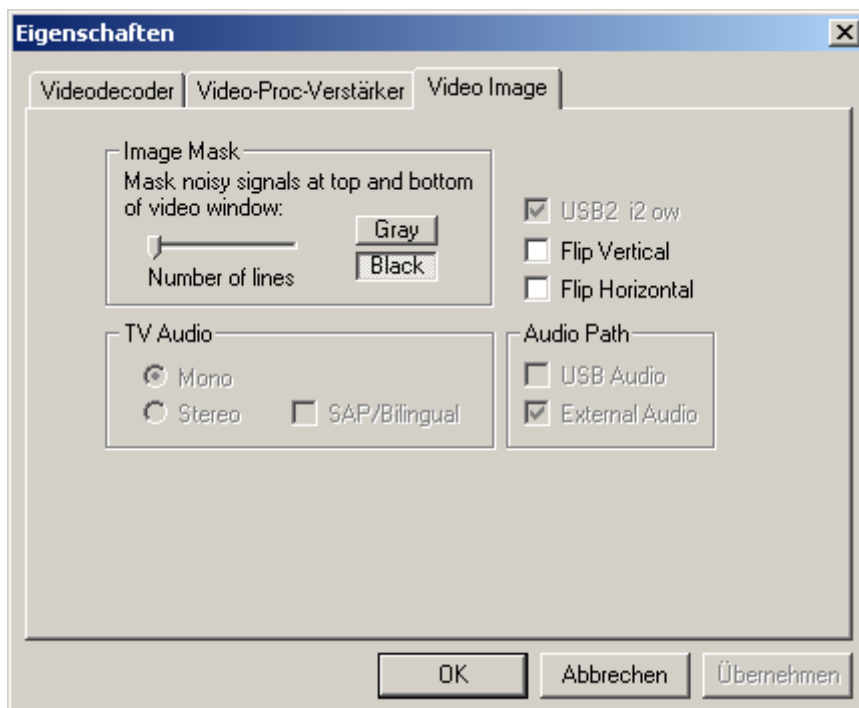 Eigenschaften
Videodecoder
Video-Proc-Verstärker
Video Image
Image Mask
Mask noisy signals at top and bottom
of video window:
Gray
Black
Number of lines
USB2 i2 ow
Flip Vertical
Flip Horizontal
TV Audio
Mono
Stereo
SAP/Bilingual
Audio Path
USB Audio
External Audio
OK
Abbrechen
Übernehmen